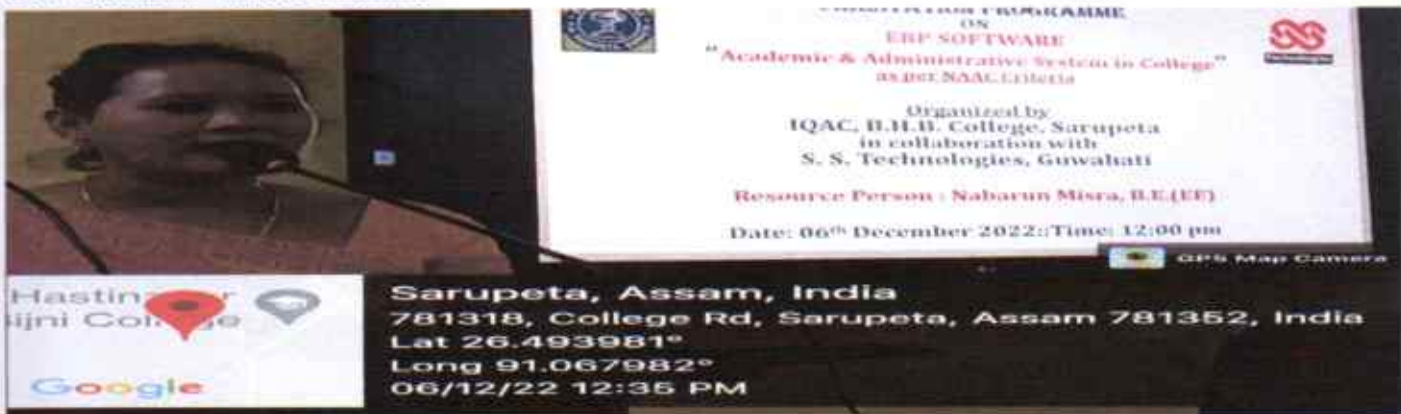 PROGRAMME
ON
ERP SOFTWARE
"Academic & Administrative System in College"
as per NAAC Criteria
Organized by
IQAC, B.H.B. College, Sarupeta
in collaboration with
S. S. Technologies, Guwahati
Resource Person : Nabarun Misra, B.E.(EE)
Date: 06th December 2022::Time: 12:00 pm
SS
Technologies
GPS Map Camera
Google
Sarupeta, Assam, India
781318, College Rd, Sarupeta, Assam 781352, India
Lat 26.493981°
Long 91.067982°
06/12/22 12:35 PM